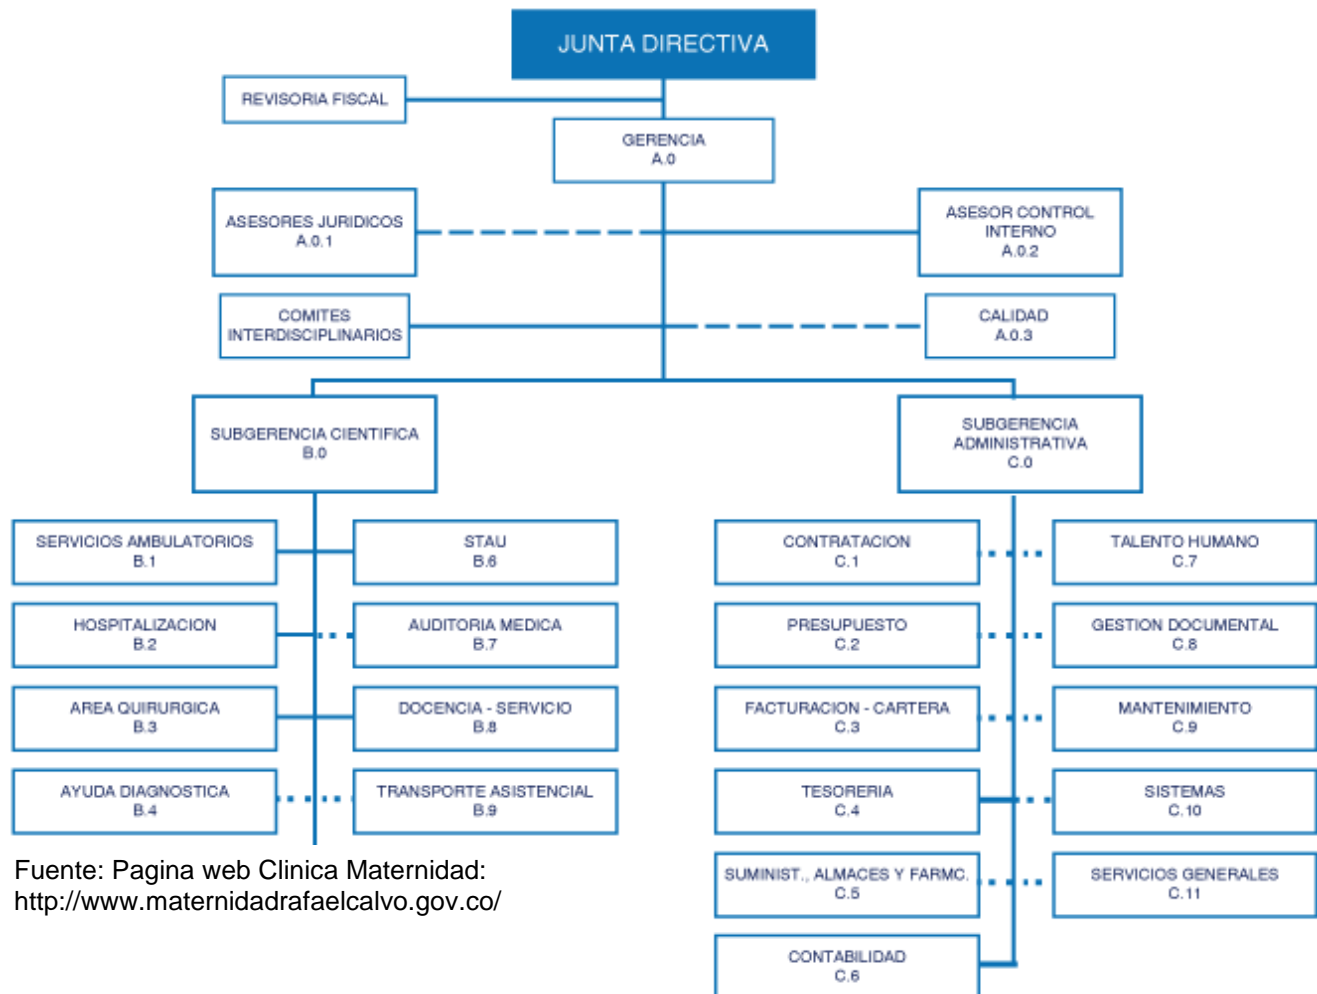 JUNTA DIRECTIVA
REVISORIA FISCAL
GERENCIA
A.0
ASESORES JURIDICOS
A.0.1
ASESOR CONTROL
INTERNO
A.0.2
COMITES
INTERDISCIPLINARIOS
CALIDAD
A.0.3
SUBGERENCIA CIENTIFICA
B.0
SUBGERENCIA
ADMINISTRATIVA
C.0
SERVICIOS AMBULATORIOS
B.1
STAU
B.6
CONTRATACION
C.1
TALENTO HUMANO
C.7
HOSPITALIZACION
B.2
AUDITORIA MEDICA
B.7
PRESUPUESTO
C.2
GESTION DOCUMENTAL
C.8
AREA QUIRURGICA
B.3
DOCENCIA - SERVICIO
B.8
FACTURACION - CARTERA
C.3
MANTENIMIENTO
C.9
AYUDA DIAGNOSTICA
B.4
TRANSPORTE ASISTENCIAL
B.9
TESORERIA
C.4
SISTEMAS
C.10
SUMINIST., ALMACES Y FARMC.
C.5
SERVICIOS GENERALES
C.11
CONTABILIDAD
C.6
Fuente: Pagina web Clinica Maternidad:
http://www.maternidadrafaelcalvo.gov.co/